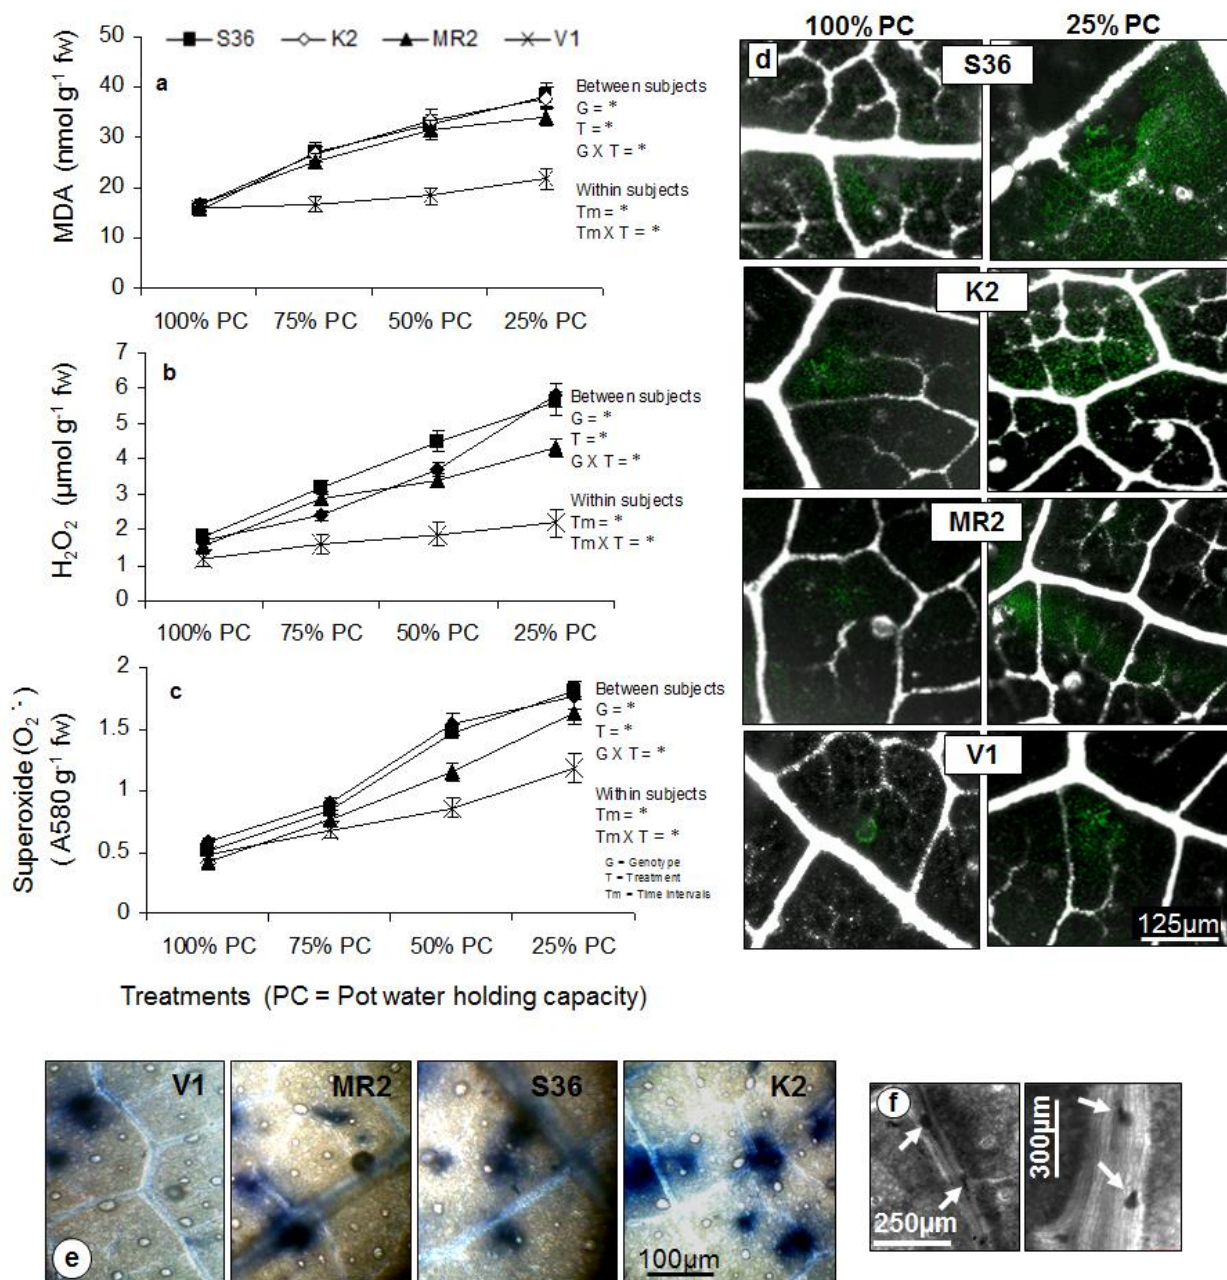 S36 K2 MR2 V1
a
MDA (nmol g⁻¹ fw)
50
40
30
20
10
0
Between subjects
G = *
T = *
G X T = *
Within subjects
Tm = *
Tm X T = *
100% PC 75% PC 50% PC 25% PC
b
H₂O₂ (µmol g⁻¹ fw)
7
6
5
4
3
2
1
0
Between subjects
G = *
T = *
G X T = *
Within subjects
Tm = *
Tm X T = *
100% PC 75% PC 50% PC 25% PC
c
Superoxide (O₂˙⁻)
( A580 g⁻¹ fw)
2
1.5
1
0.5
0
Between subjects
G = *
T = *
G X T = *
Within subjects
Tm = *
Tm X T = *
G = Genotype
T = Treatment
Tm = Time intervals
100% PC 75% PC 50% PC 25% PC
Treatments (PC = Pot water holding capacity)
100% PC 25% PC
d
S36
K2
MR2
V1
125µm
V1 MR2 S36 K2
e
100µm
f
250µm
300µm